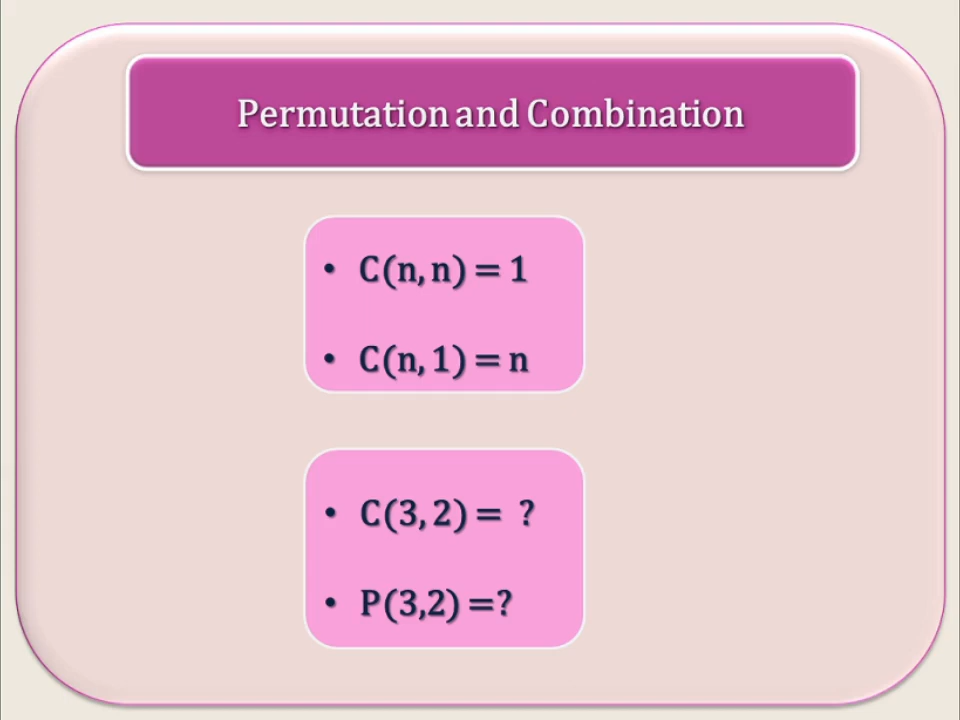 Permutation and Combination
• C(n, n) = 1
• C(n, 1) = n
• C(3, 2) = ?
• P(3,2) =?